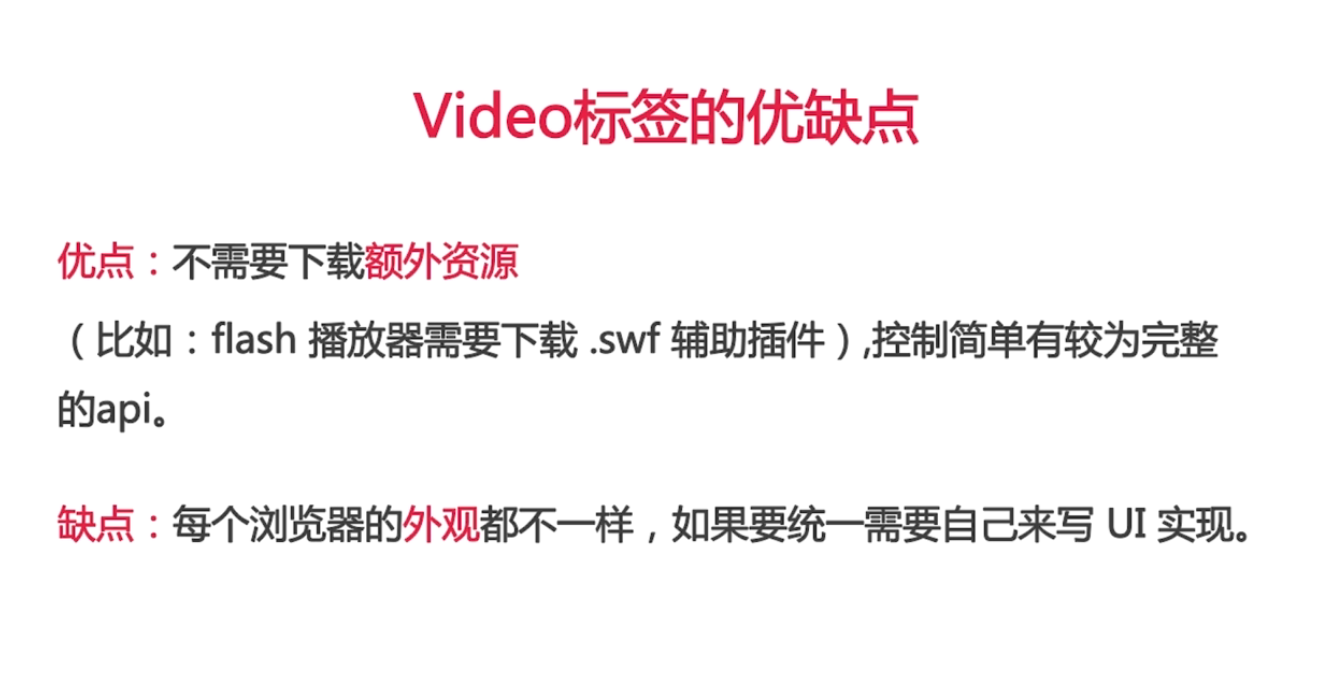 Video标签的优缺点
优点：不需要下载额外资源
（比如：flash 播放器需要下载 .swf 辅助插件）,控制简单有较为完整
的api。
缺点：每个浏览器的外观都不一样，如果要统一需要自己来写 UI 实现。